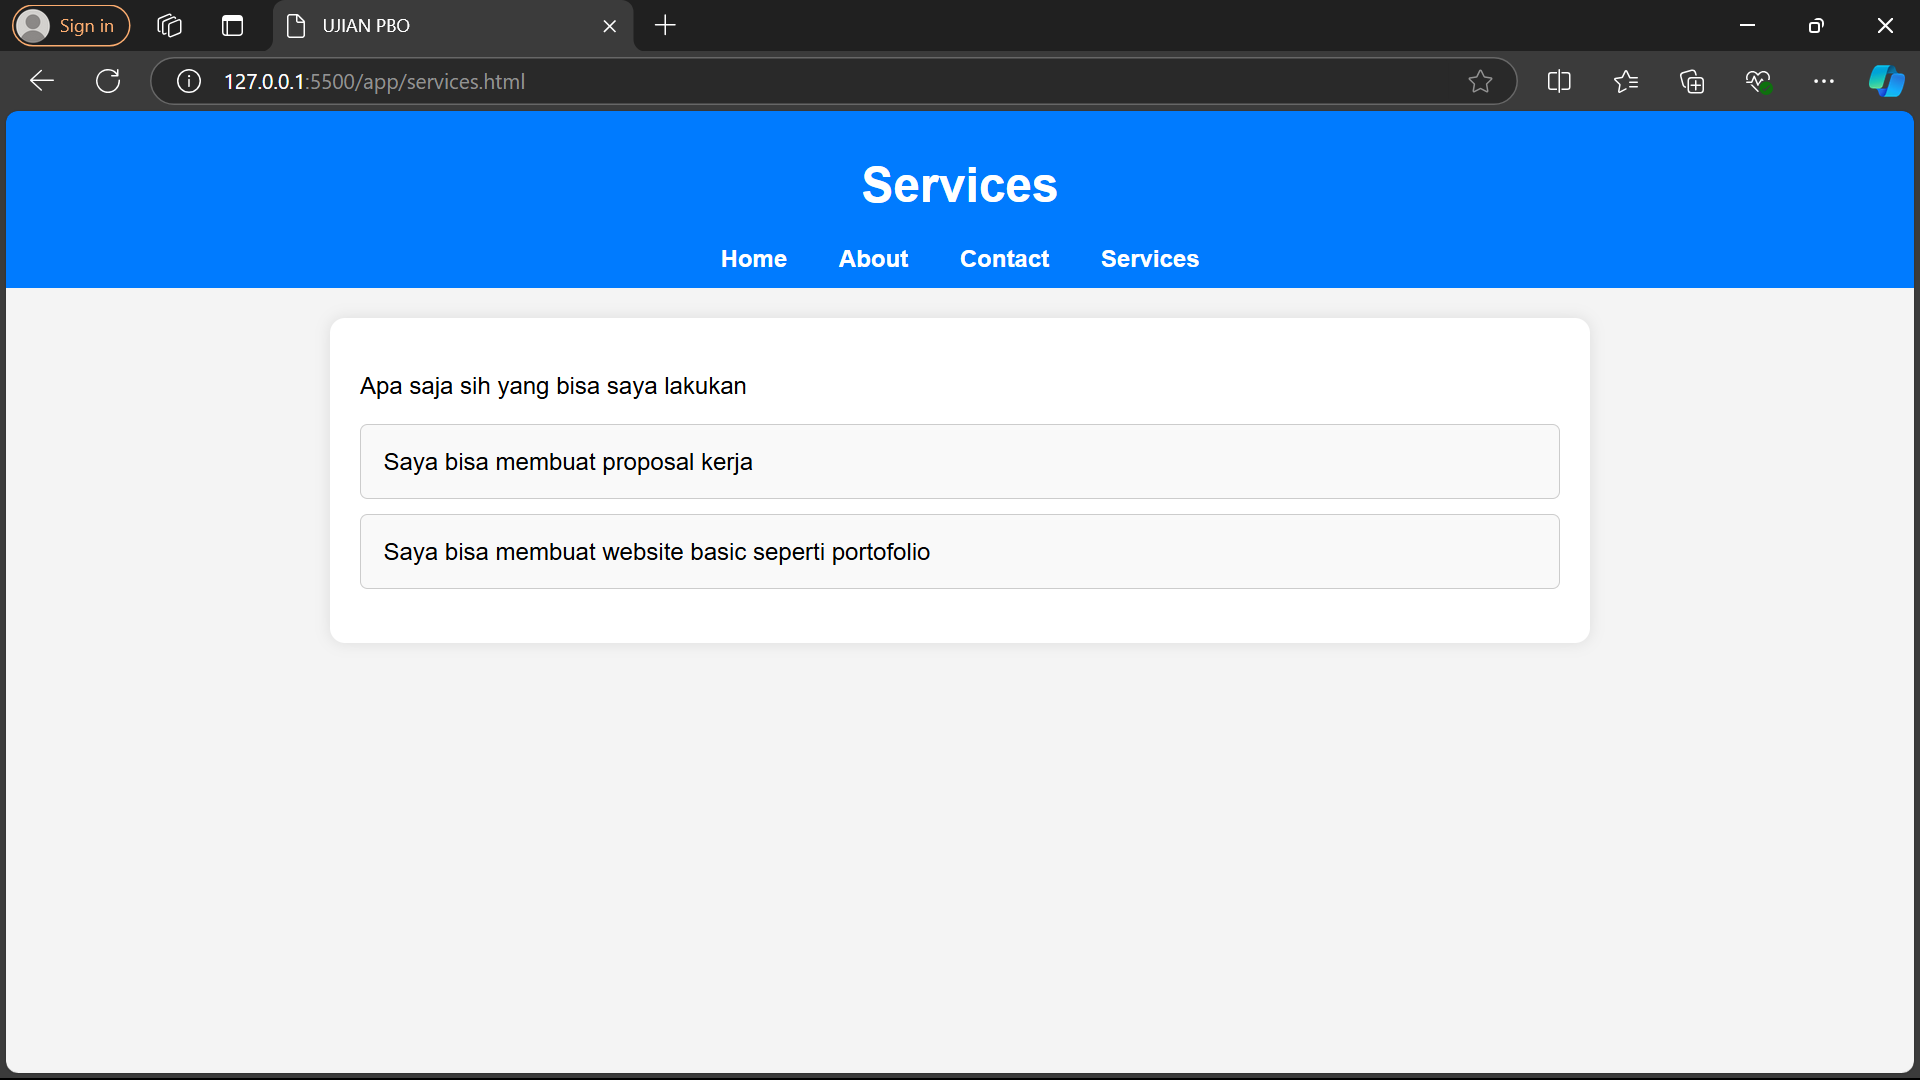 Sign in
UJIAN PBO
127.0.0.1:5500/app/services.html
Services
Home About Contact Services
Apa saja sih yang bisa saya lakukan
Saya bisa membuat proposal kerja
Saya bisa membuat website basic seperti portofolio